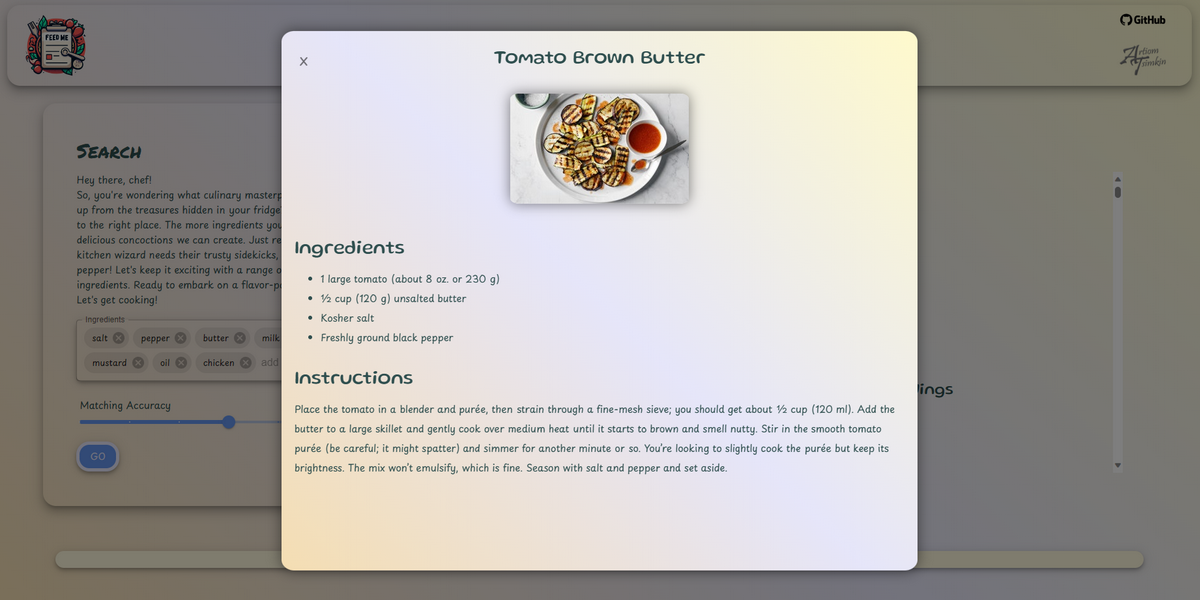 FEED ME
GitHub
Artiom
Tsimkin
X
Tomato Brown Butter
Search
Hey there, chef!
So, you're wondering what culinary
up from the treasures hidden in your fridge
to the right place. The more ingredients
delicious concoctions we can create. Just
kitchen wizard needs their trusty sidekicks,
pepper! Let's keep it exciting with a range
ingredients. Ready to embark on a
Let's get cooking!
Ingredients
salt
pepper
butter
milk
mustard
oil
chicken
add
Matching Accuracy
GO
Ingredients
1 large tomato (about 8 oz. or 230 g)
½ cup (120 g) unsalted butter
Kosher salt
Freshly ground black pepper
Instructions
Place the tomato in a blender and purée, then strain through a fine-mesh sieve; you should get about ½ cup (120 ml). Add the
butter to a large skillet and gently cook over medium heat until it starts to brown and smell nutty. Stir in the smooth tomato
purée (be careful; it might spatter) and simmer for another minute or so. You're looking to slightly cook the purée but keep its
brightness. The mix won't emulsify, which is fine. Season with salt and pepper and set aside.